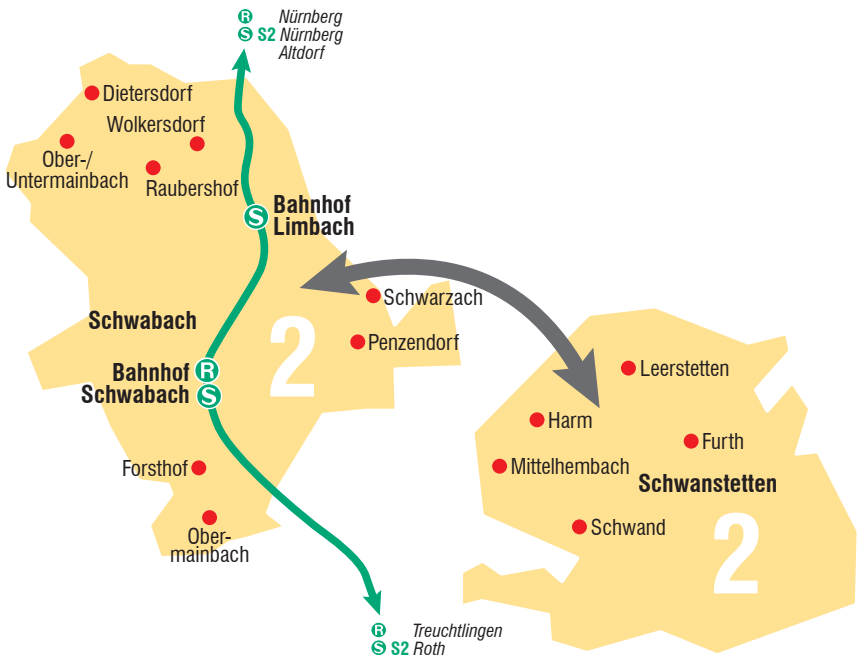 R Nürnberg
S S2 Nürnberg
Altdorf
Dietersdorf
Wolkersdorf
Ober-/
Untermainbach
Raubershof
S
Bahnhof
Limbach
Schwarzach
Schwabach
2
Penzendorf
Bahnhof R
Schwabach S
Leerstetten
Harm
Furth
Forsthof
Mittelhembach
Schwanstetten
Ober-
mainbach
Schwand
2
R Treuchtlingen
S S2 Roth